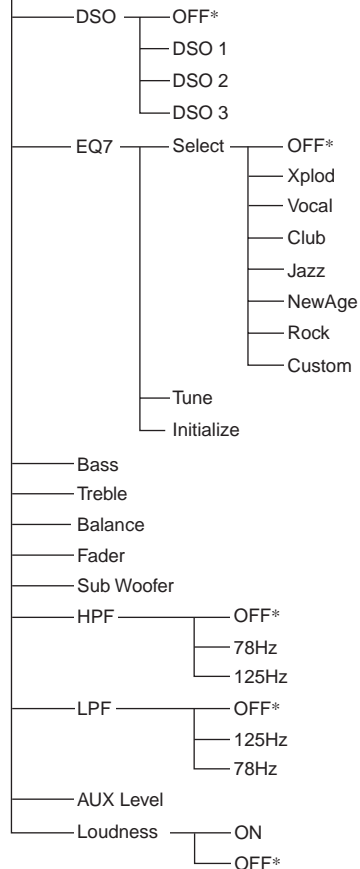 DSO OFF*
DSO 1
DSO 2
DSO 3
EQ7 Select OFF*
Xplod
Vocal
Club
Jazz
NewAge
Rock
Custom
Tune
Initialize
Bass
Treble
Balance
Fader
Sub Woofer
HPF OFF*
78Hz
125Hz
LPF OFF*
125Hz
78Hz
AUX Level
Loudness ON
OFF*